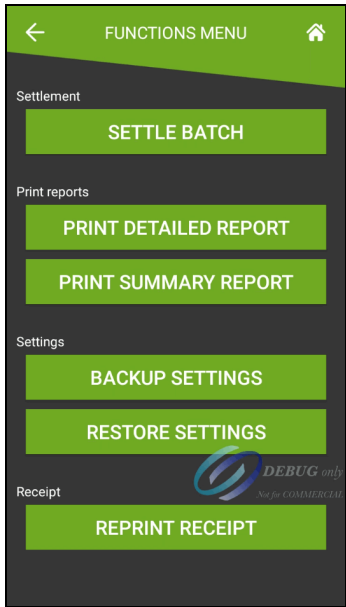 FUNCTIONS MENU
Settlement
SETTLE BATCH
Print reports
PRINT DETAILED REPORT
PRINT SUMMARY REPORT
Settings
BACKUP SETTINGS
RESTORE SETTINGS
DEBUG only
Not for COMMERCIAL
Receipt
REPRINT RECEIPT